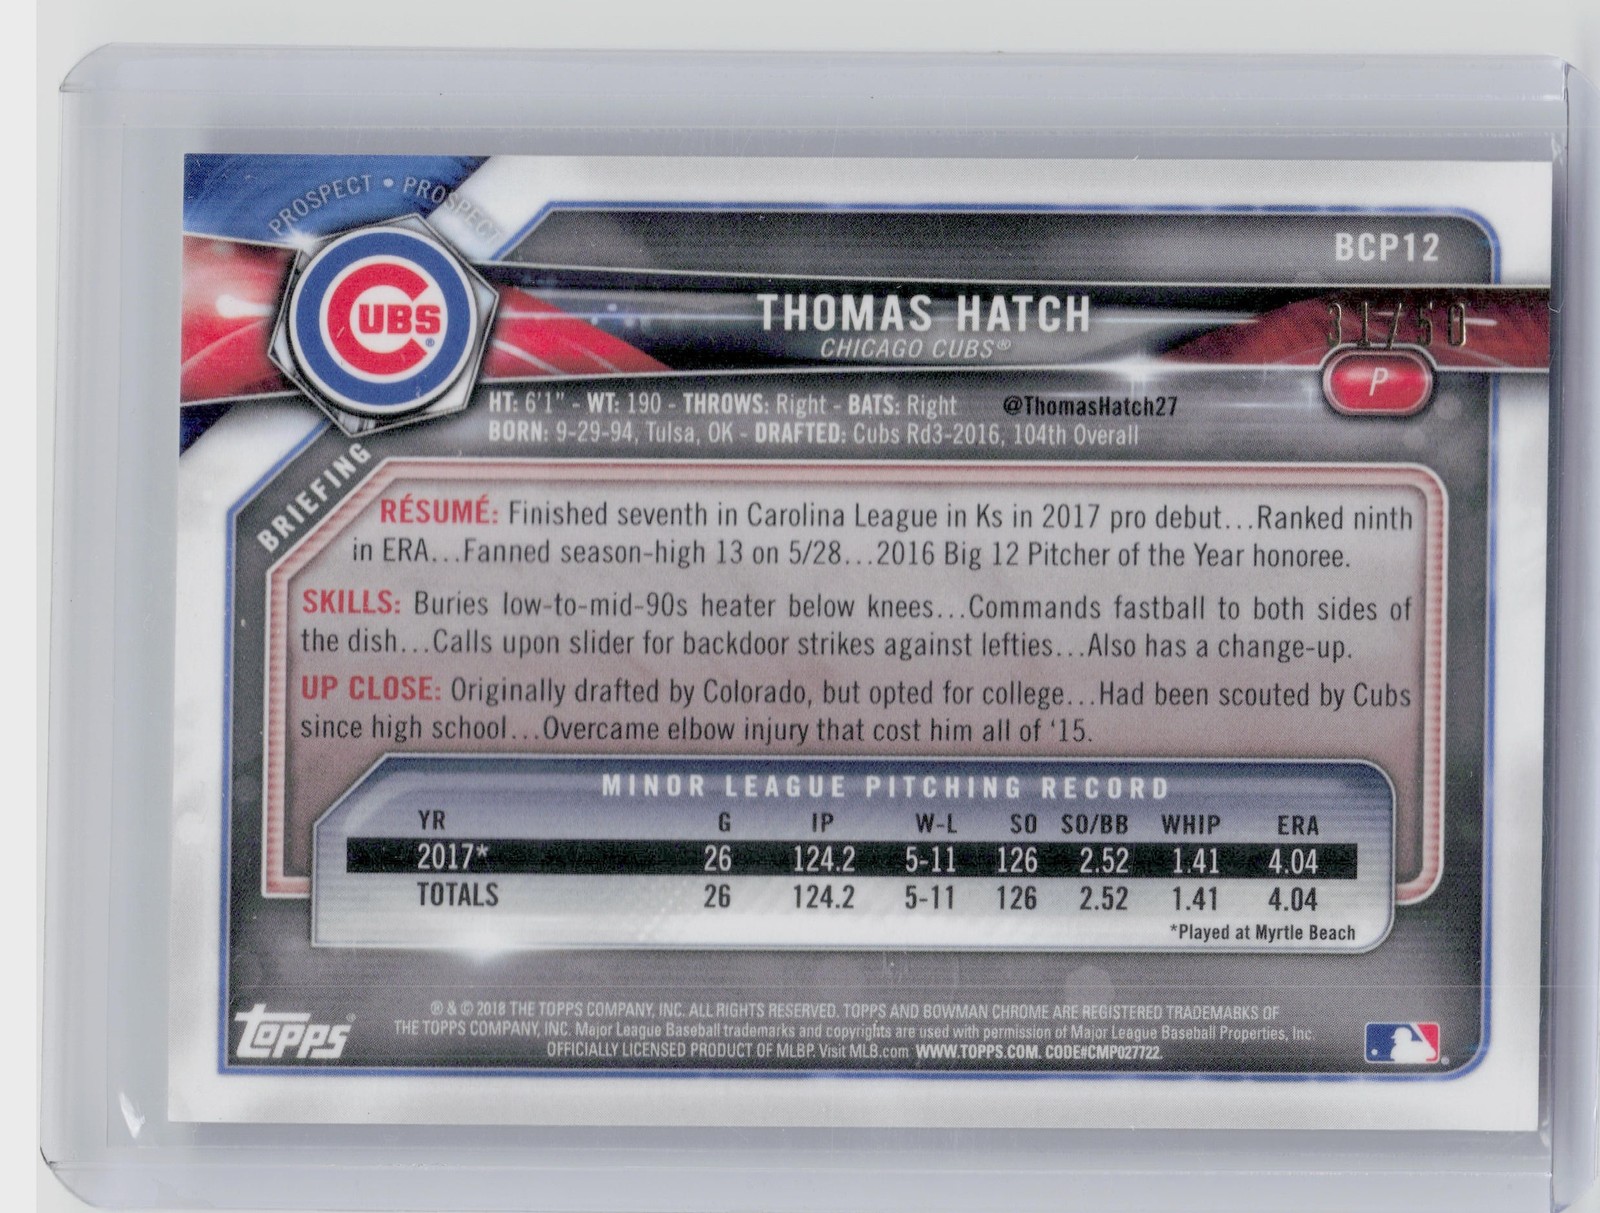 PROSPECT • PROSPECT
CUBS®
BCP12
THOMAS HATCH
31/50
CHICAGO CUBS®
P
HT: 6'1" - WT: 190 - THROWS: Right - BATS: Right @ThomasHatch27
BORN: 9-29-94, Tulsa, OK - DRAFTED: Cubs Rd3-2016, 104th Overall
BRIEFING
RÉSUMÉ: Finished seventh in Carolina League in Ks in 2017 pro debut...Ranked ninth
in ERA...Fanned season-high 13 on 5/28...2016 Big 12 Pitcher of the Year honoree.
SKILLS: Buries low-to-mid-90s heater below knees...Commands fastball to both sides of
the dish...Calls upon slider for backdoor strikes against lefties...Also has a change-up.
UP CLOSE: Originally drafted by Colorado, but opted for college...Had been scouted by Cubs
since high school...Overcame elbow injury that cost him all of '15.
MINOR LEAGUE PITCHING RECORD
YR G IP W-L SO SO/BB WHIP ERA
2017* 26 124.2 5-11 126 2.52 1.41 4.04
TOTALS 26 124.2 5-11 126 2.52 1.41 4.04
*Played at Myrtle Beach
topps®
® & © 2018 THE TOPPS COMPANY, INC. ALL RIGHTS RESERVED. TOPPS AND BOWMAN CHROME ARE REGISTERED TRADEMARKS OF
THE TOPPS COMPANY, INC. Major League Baseball trademarks and copyrights are used with permission of Major League Baseball Properties, Inc.
OFFICIALLY LICENSED PRODUCT OF MLBP. Visit MLB.com WWW.TOPPS.COM. CODE#CMP027722.